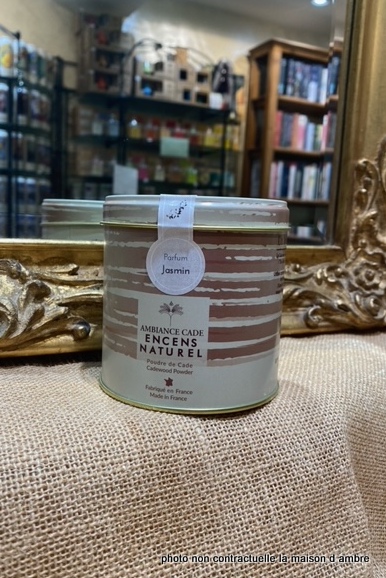 Parfum
Jasmin
AMBIANCE CADE
ENCENS
NATUREL
Poudre de Cade
Cadewood Powder
Fabriqué en France
Made in France
photo non contractuelle la maison d ambre